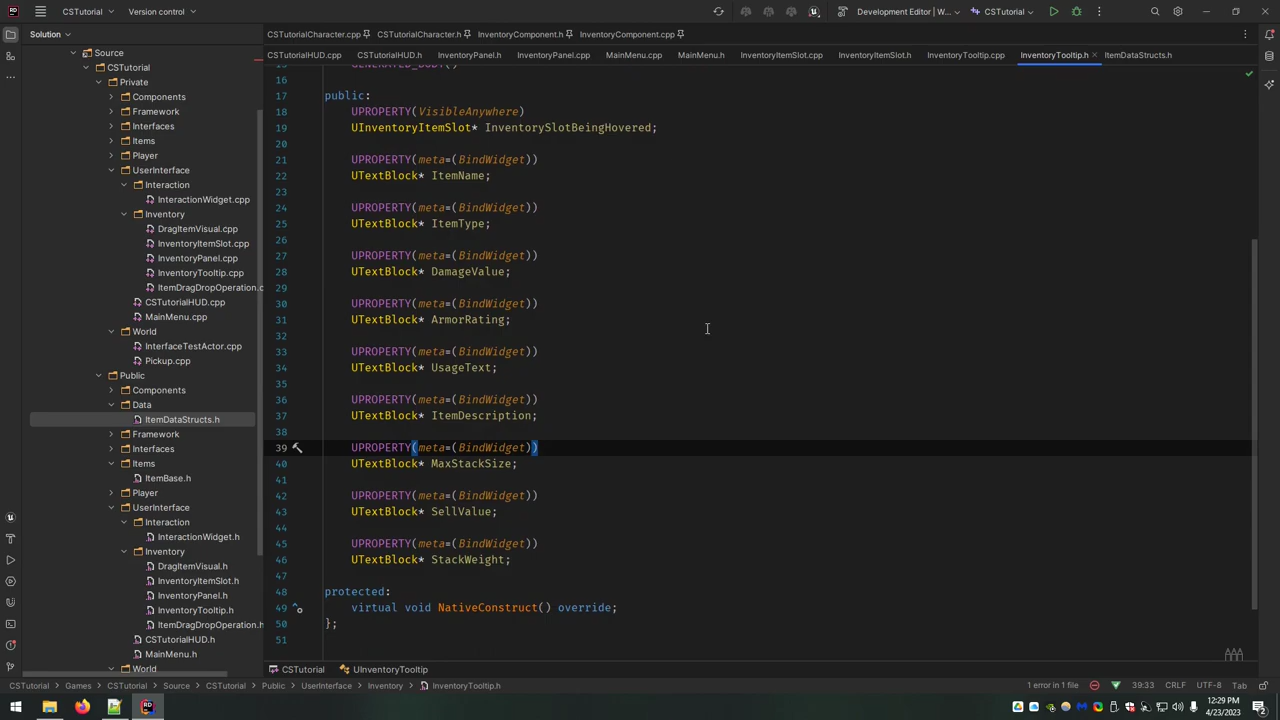 CSTutorial
Version control
Development Editor | W...
CSTutorial
Solution
CSTutorialCharacter.cpp
CSTutorialCharacter.h
InventoryComponent.h
InventoryComponent.cpp
CSTutorialHUD.cpp
CSTutorialHUD.h
InventoryPanel.h
InventoryPanel.cpp
MainMenu.cpp
MainMenu.h
InventoryItemSlot.cpp
InventoryItemSlot.h
InventoryTooltip.cpp
InventoryTooltip.h
ItemDataStructs.h
Source
CSTutorial
Private
Components
Framework
Interfaces
Items
Player
UserInterface
Interaction
InteractionWidget.cpp
Inventory
DragItemVisual.cpp
InventoryItemSlot.cpp
InventoryPanel.cpp
InventoryTooltip.cpp
ItemDragDropOperation.c
CSTutorialHUD.cpp
MainMenu.cpp
World
InterfaceTestActor.cpp
Pickup.cpp
Public
Components
Data
ItemDataStructs.h
Framework
Interfaces
Items
ItemBase.h
Player
UserInterface
Interaction
InteractionWidget.h
Inventory
DragItemVisual.h
InventoryItemSlot.h
InventoryPanel.h
InventoryTooltip.h
ItemDragDropOperation.h
CSTutorialHUD.h
MainMenu.h
World
15 GENERATED_BODY()
16
17 public:
18 UPROPERTY(VisibleAnywhere)
19 UInventoryItemSlot* InventorySlotBeingHovered;
20
21 UPROPERTY(meta=(BindWidget))
22 UTextBlock* ItemName;
23
24 UPROPERTY(meta=(BindWidget))
25 UTextBlock* ItemType;
26
27 UPROPERTY(meta=(BindWidget))
28 UTextBlock* DamageValue;
29
30 UPROPERTY(meta=(BindWidget))
31 UTextBlock* ArmorRating;
32
33 UPROPERTY(meta=(BindWidget))
34 UTextBlock* UsageText;
35
36 UPROPERTY(meta=(BindWidget))
37 UTextBlock* ItemDescription;
38
39 UPROPERTY(meta=(BindWidget))
40 UTextBlock* MaxStackSize;
41
42 UPROPERTY(meta=(BindWidget))
43 UTextBlock* SellValue;
44
45 UPROPERTY(meta=(BindWidget))
46 UTextBlock* StackWeight;
47
48 protected:
49 virtual void NativeConstruct() override;
50 };
51
CSTutorial
UInventoryTooltip
CSTutorial > Games > CSTutorial > Source > CSTutorial > Public > UserInterface > Inventory > InventoryTooltip.h
1 error in 1 file
39:33
CRLF
UTF-8
Tab
12:29 PM
4/23/2023